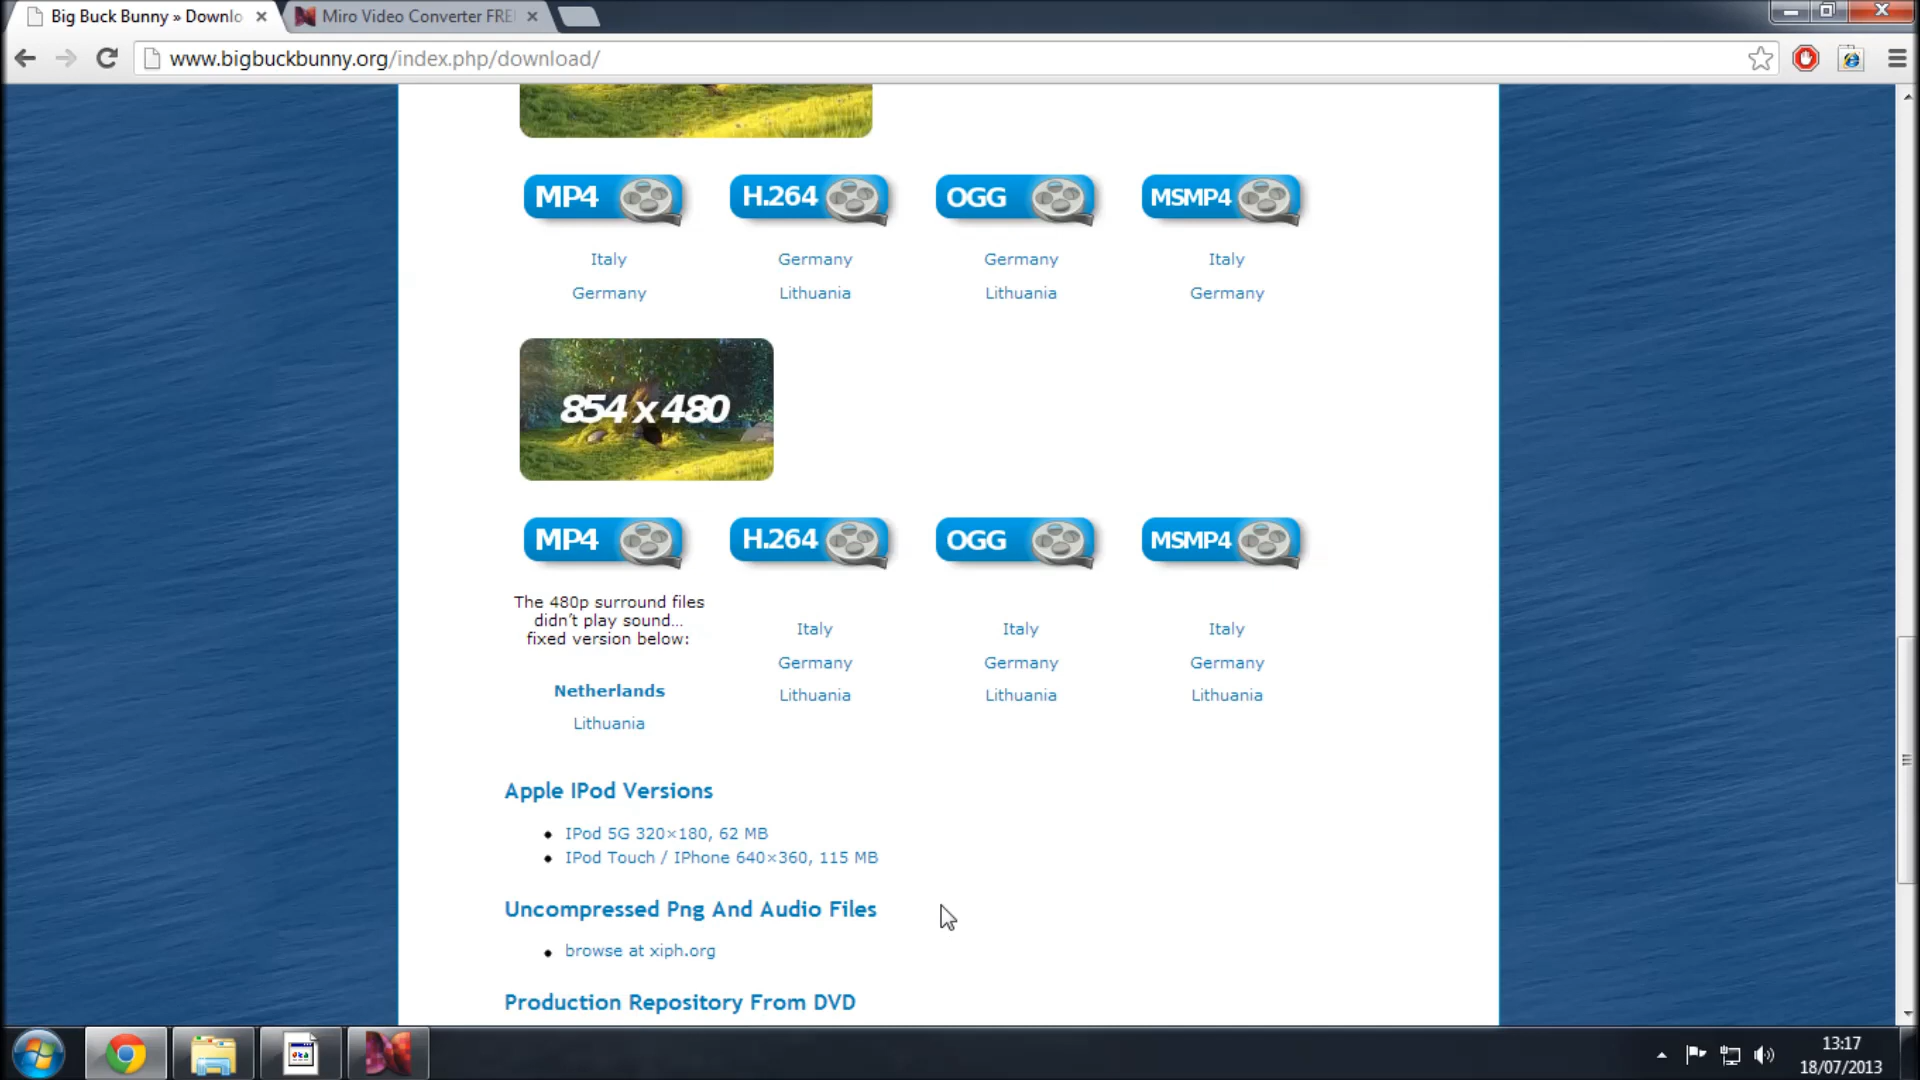 Big Buck Bunny » Downlo
Miro Video Converter FREE
www.bigbuckbunny.org/index.php/download/
MP4 H.264 OGG MSMP4
Italy Germany Germany Italy
Germany Lithuania Lithuania Germany
854 x 480
MP4 H.264 OGG MSMP4
The 480p surround files
didn’t play sound…
fixed version below:
Netherlands
Lithuania
Italy Italy Italy
Germany Germany Germany
Lithuania Lithuania Lithuania
Apple IPod Versions
IPod 5G 320×180, 62 MB
IPod Touch / IPhone 640×360, 115 MB
Uncompressed Png And Audio Files
browse at xiph.org
Production Repository From DVD
13:17
18/07/2013